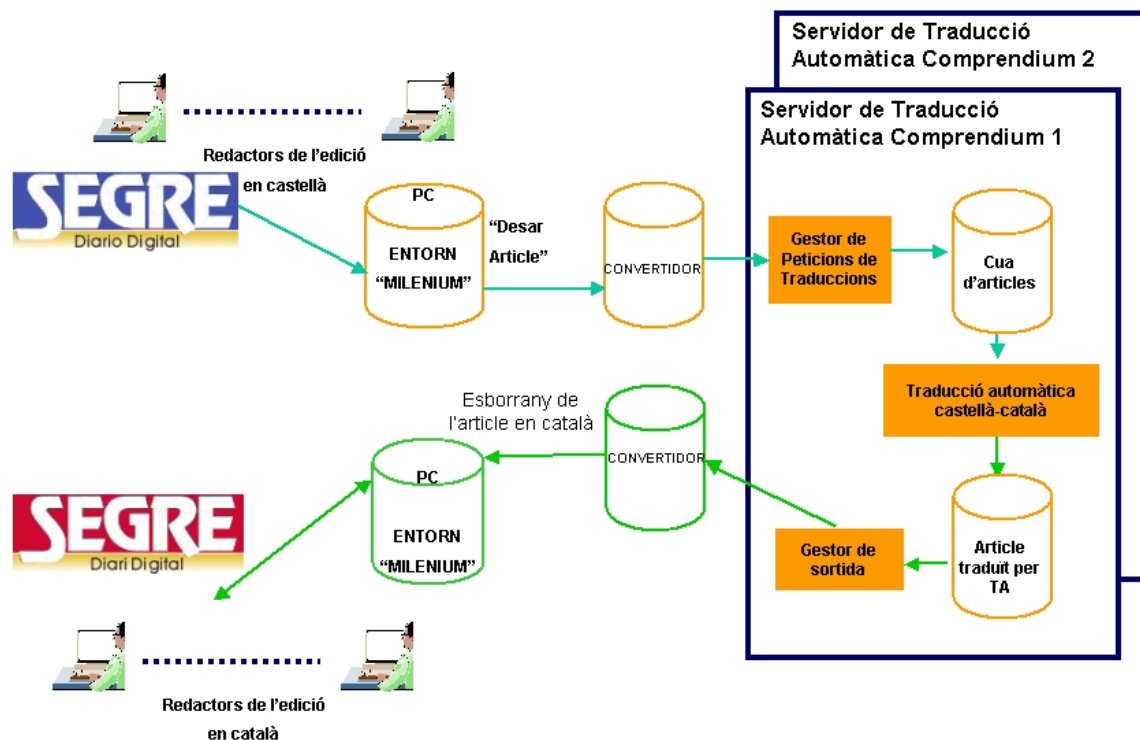 Servidor de Traducció
Automàtica Comprendium 2
Servidor de Traducció
Automàtica Comprendium 1
Redactors de l'edició
en castellà
SEGRE
Diario Digital
PC
ENTORN
"MILENIUM"
"Desar
Article"
CONVERTIDOR
Gestor de
Peticions de
Traduccions
Cua
d'articles
Traducció automàtica
castellà-català
Esborrany de
l'article en català
CONVERTIDOR
PC
ENTORN
"MILENIUM"
SEGRE
Diari Digital
Gestor de
sortida
Article
traduït per
TA
Redactors de l'edició
en català